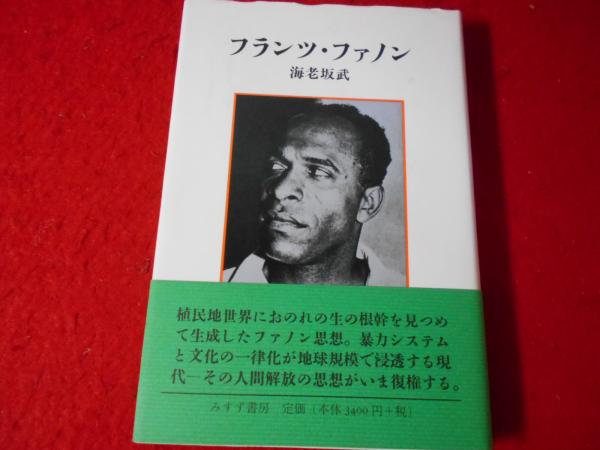 フランツ・ファノン
海老坂武
植民地世界におのれの生の根幹を見つめ
て生成したファノン思想。暴力システム
と文化の一律化が地球規模で浸透する現
代―その人間解放の思想がいま復権する。
みすず書房 定価〔本体3400円+税〕